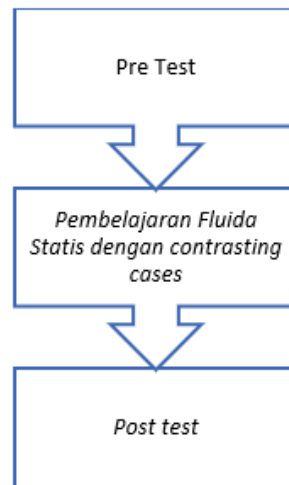 Pre Test
Pembelajaran Fluida
Statis dengan contrasting
cases
Post test